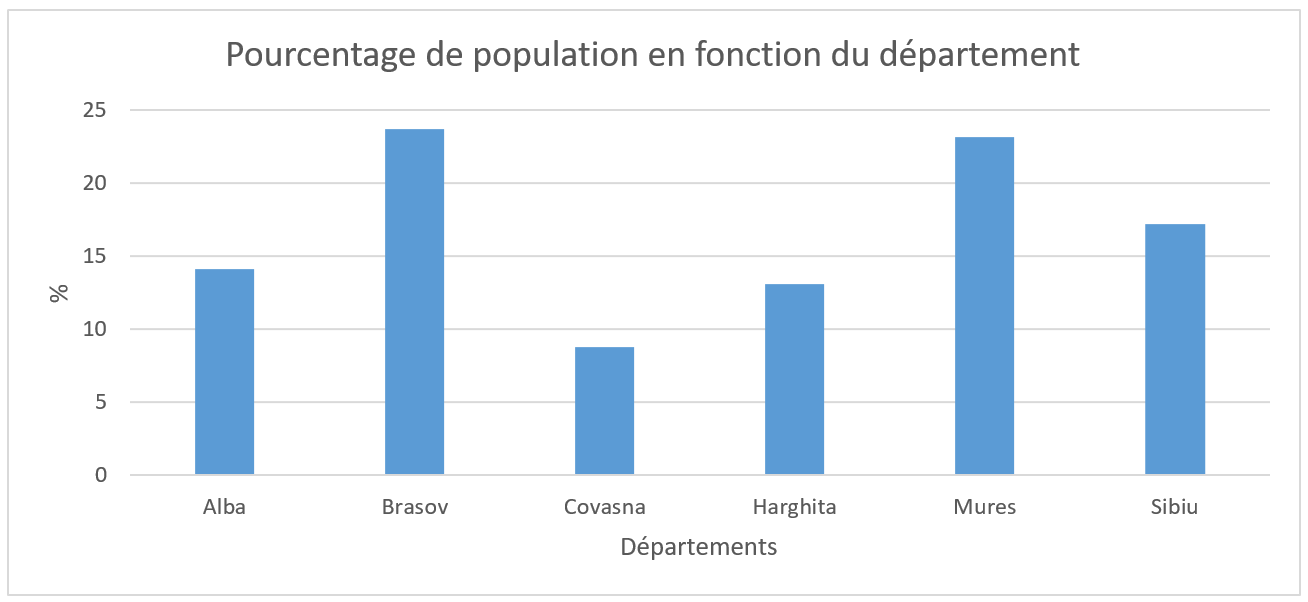 Pourcentage de population en fonction du département
25
20
15
10
5
0
%
Alba Brasov Covasna Harghita Mures Sibiu
Départements